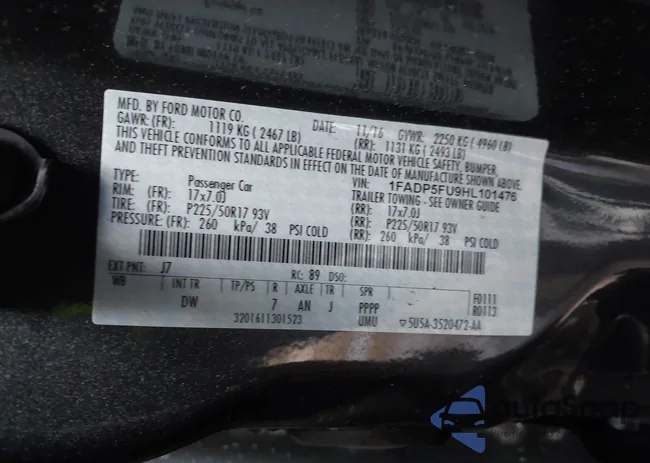 MFD. BY FORD MOTOR CO.
DATE: 11/16 GVWR: 2250 KG ( 4960 LB)
GAWR: (FR): 1119 KG ( 2467 LB) (RR): 1131 KG ( 2493 LB)
THIS VEHICLE CONFORMS TO ALL APPLICABLE FEDERAL MOTOR VEHICLE SAFETY, BUMPER,
AND THEFT PREVENTION STANDARDS IN EFFECT ON THE DATE OF MANUFACTURE SHOWN ABOVE.
VIN: 1FADP5FU9HL101476
TYPE: Passenger Car TRAILER TOWING - SEE OWNER GUIDE
RIM: (FR): 17x7.0J (RR): 17x7.0J
TIRE: (FR): P225/50R17 93V (RR): P225/50R17 93V
PRESSURE: (FR): 260 kPa/ 38 PSI COLD (RR): 260 kPa/ 38 PSI COLD
EXT PNT: J7 RC: 89 DSO:
WB INT TR TP/PS R AXLE TR SPR F0111
DW 7 AN J PPPP R0113
3201611301523 UMU ▽5U5A-3520472-AA
AutoSnap